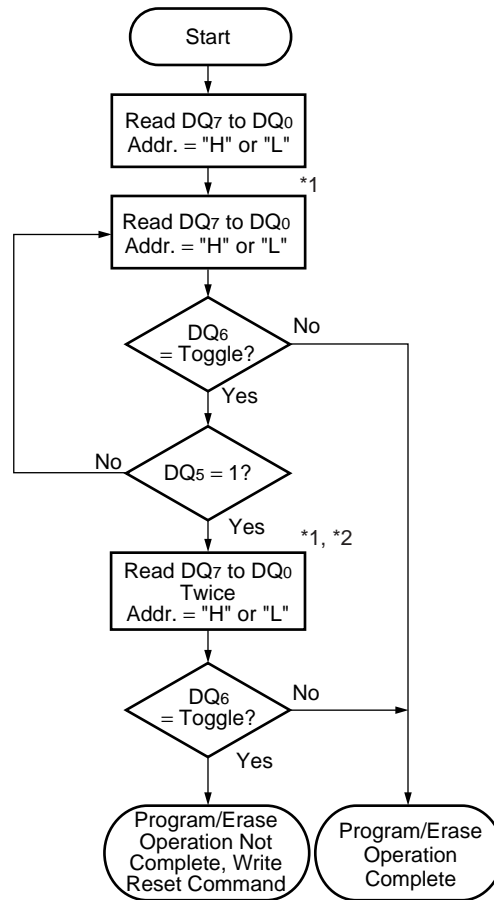 Start
Read DQ7 to DQ0
Addr. = "H" or "L"
*1
Read DQ7 to DQ0
Addr. = "H" or "L"
DQ6
= Toggle?
No
Yes
DQ5 = 1?
No
Yes
*1, *2
Read DQ7 to DQ0
Twice
Addr. = "H" or "L"
DQ6
= Toggle?
No
Yes
Program/Erase
Operation Not
Complete, Write
Reset Command
Program/Erase
Operation
Complete